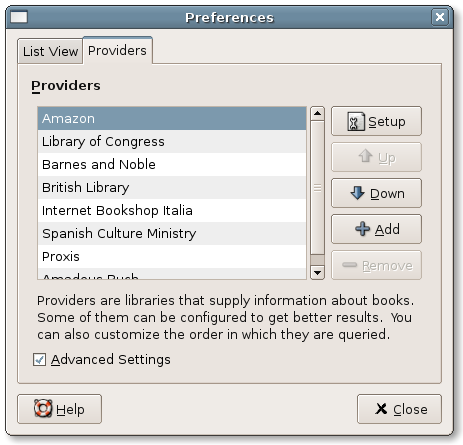 Preferences
List View
Providers
Providers
Amazon
Library of Congress
Barnes and Noble
British Library
Internet Bookshop Italia
Spanish Culture Ministry
Proxis
Amadeus Buch
Setup
Up
Down
Add
Remove
Providers are libraries that supply information about books.
Some of them can be configured to get better results. You
can also customize the order in which they are queried.
Advanced Settings
Help
Close